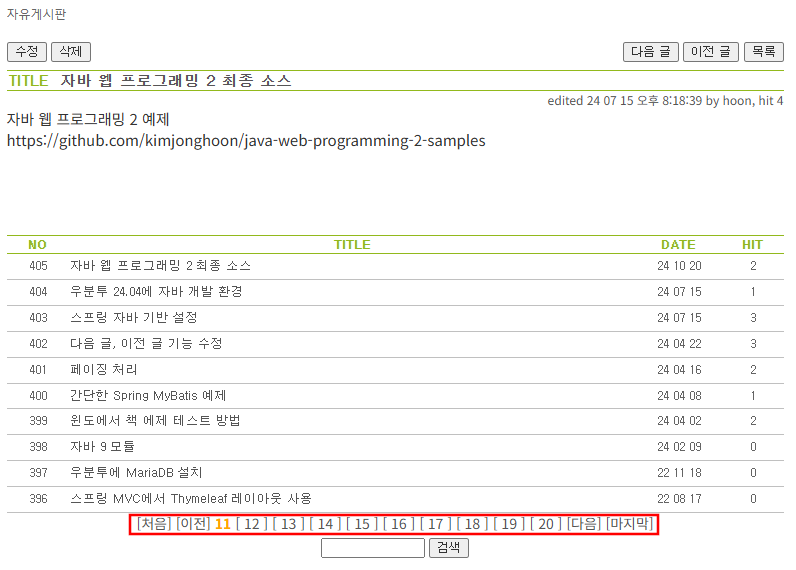 자유게시판
수정 삭제 다음 글 이전 글 목록
TITLE 자바 웹 프로그래밍 2 최종 소스
edited 24 07 15 오후 8:18:39 by hoon, hit 4
자바 웹 프로그래밍 2 예제
https://github.com/kimjonghoon/java-web-programming-2-samples
NO TITLE DATE HIT
405 자바 웹 프로그래밍 2 최종 소스 24 10 20 2
404 우분투 24.04에 자바 개발 환경 24 07 15 1
403 스프링 자바 기반 설정 24 07 15 3
402 다음 글, 이전 글 기능 수정 24 04 22 3
401 페이징 처리 24 04 16 2
400 간단한 Spring MyBatis 예제 24 04 08 1
399 윈도에서 책 에제 테스트 방법 24 04 02 2
398 자바 9 모듈 24 02 09 0
397 우분투에 MariaDB 설치 22 11 18 0
396 스프링 MVC에서 Thymeleaf 레이아웃 사용 22 08 17 0
[처음] [이전] 11 [ 12 ] [ 13 ] [ 14 ] [ 15 ] [ 16 ] [ 17 ] [ 18 ] [ 19 ] [ 20 ] [다음] [마지막]
검색